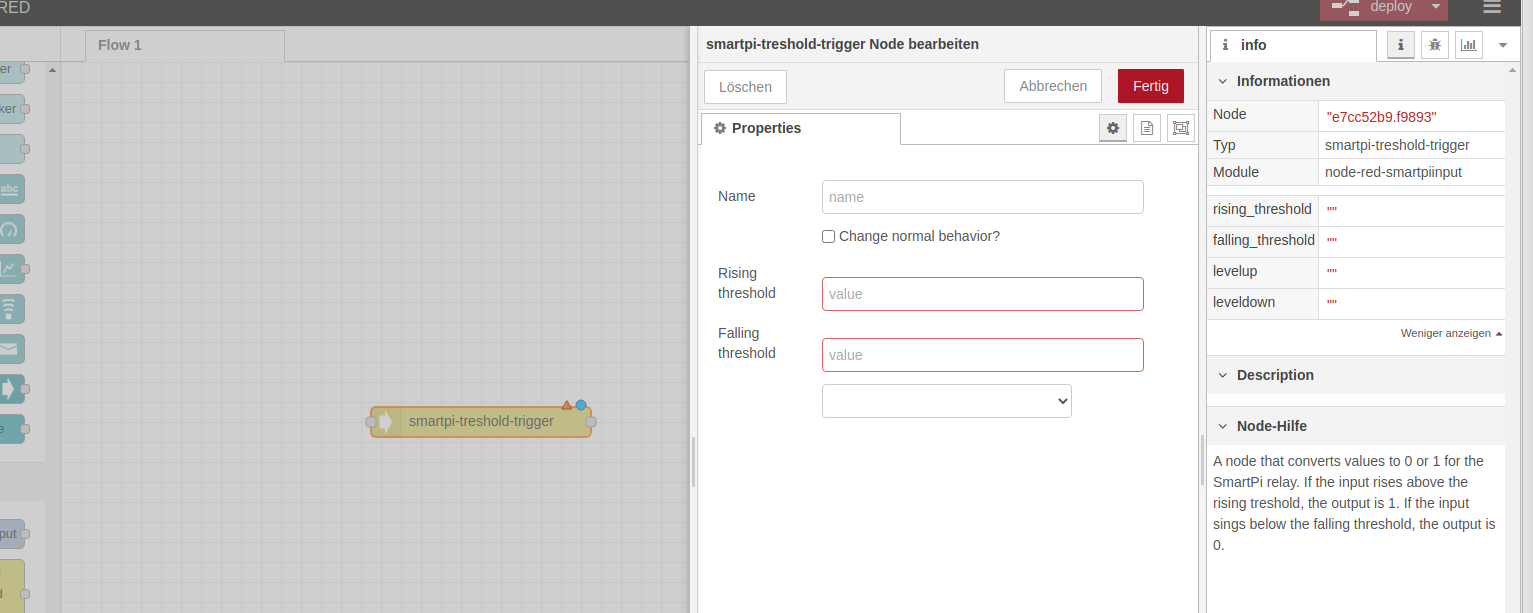 RED
deploy
Flow 1
er
ker
abc
e
put
d
smartpi-treshold-trigger
smartpi-treshold-trigger Node bearbeiten
Löschen
Abbrechen
Fertig
Properties
Name
name
Change normal behavior?
Rising
threshold
value
Falling
threshold
value
info
Informationen
Node "e7cc52b9.f9893"
Typ smartpi-treshold-trigger
Module node-red-smartpiinput
rising_threshold ""
falling_threshold ""
levelup ""
leveldown ""
Weniger anzeigen
Description
Node-Hilfe
A node that converts values to 0 or 1 for the
SmartPi relay. If the input rises above the
rising treshold, the output is 1. If the input
sings below the falling threshold, the output is
0.